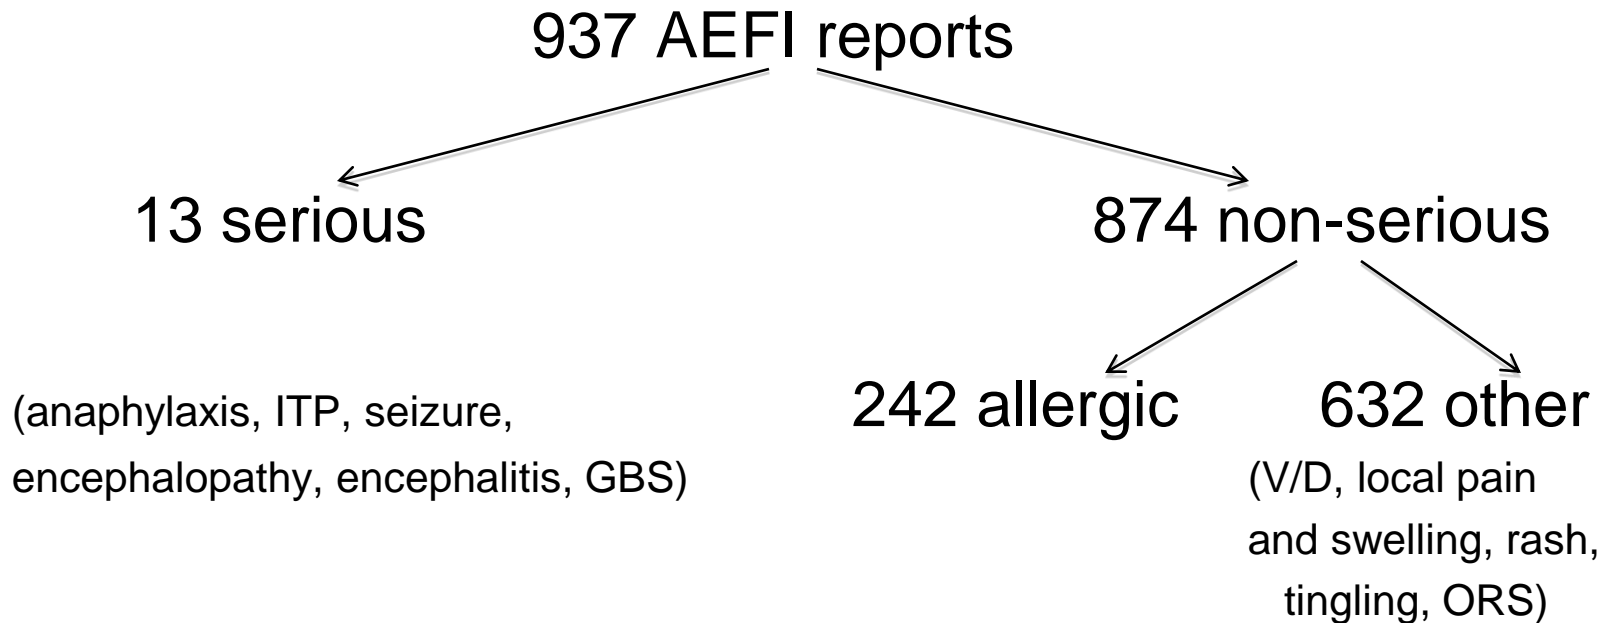 937 AEFI reports
13 serious
874 non-serious
(anaphylaxis, ITP, seizure,
encephalopathy, encephalitis, GBS)
242 allergic
632 other
(V/D, local pain
and swelling, rash,
tingling, ORS)